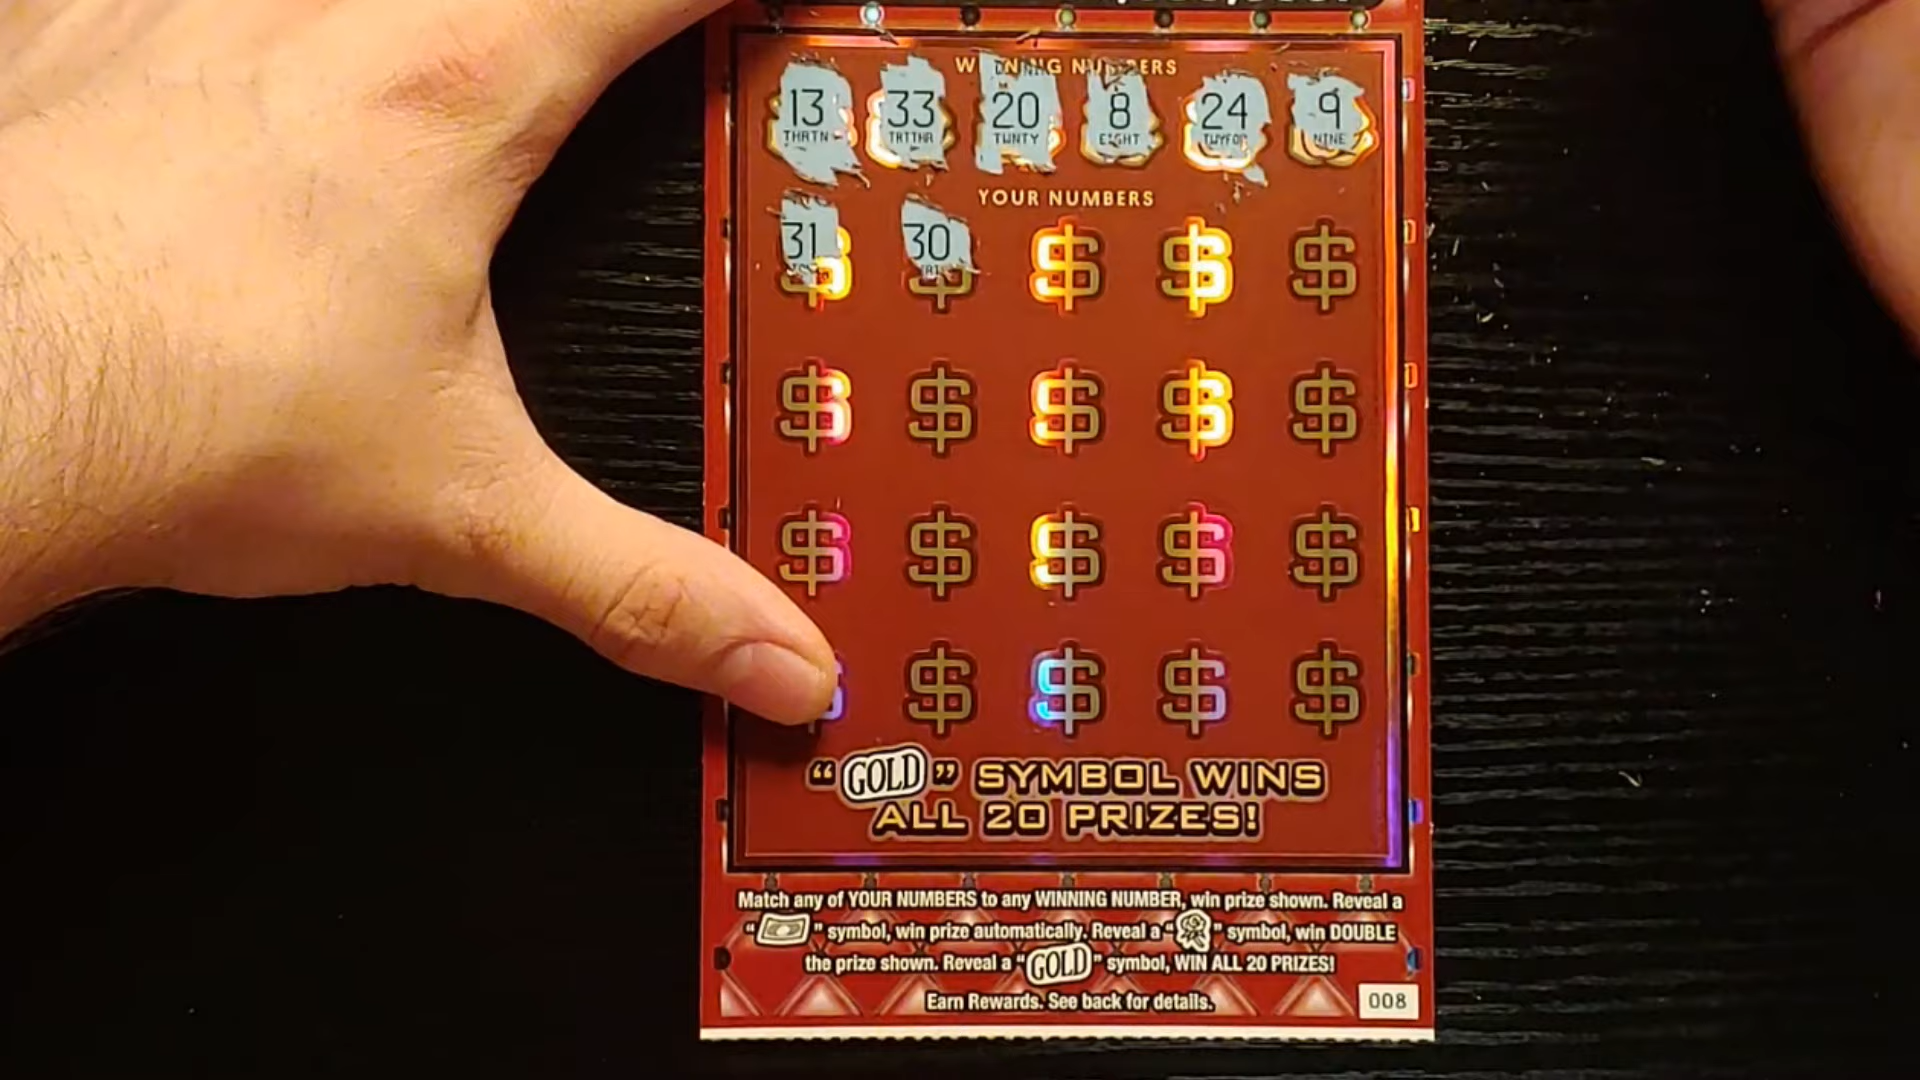 WINNING NUMBERS
13 33 20 8 24 9
THRTN TRTTHR TWNTY EIGHT TWYFOR NINE
YOUR NUMBERS
31 30
"GOLD" SYMBOL WINS
ALL 20 PRIZES!
Match any of YOUR NUMBERS to any WINNING NUMBER, win prize shown. Reveal a
" " symbol, win prize automatically. Reveal a " " symbol, win DOUBLE
the prize shown. Reveal a "GOLD" symbol, WIN ALL 20 PRIZES!
Earn Rewards. See back for details.
008